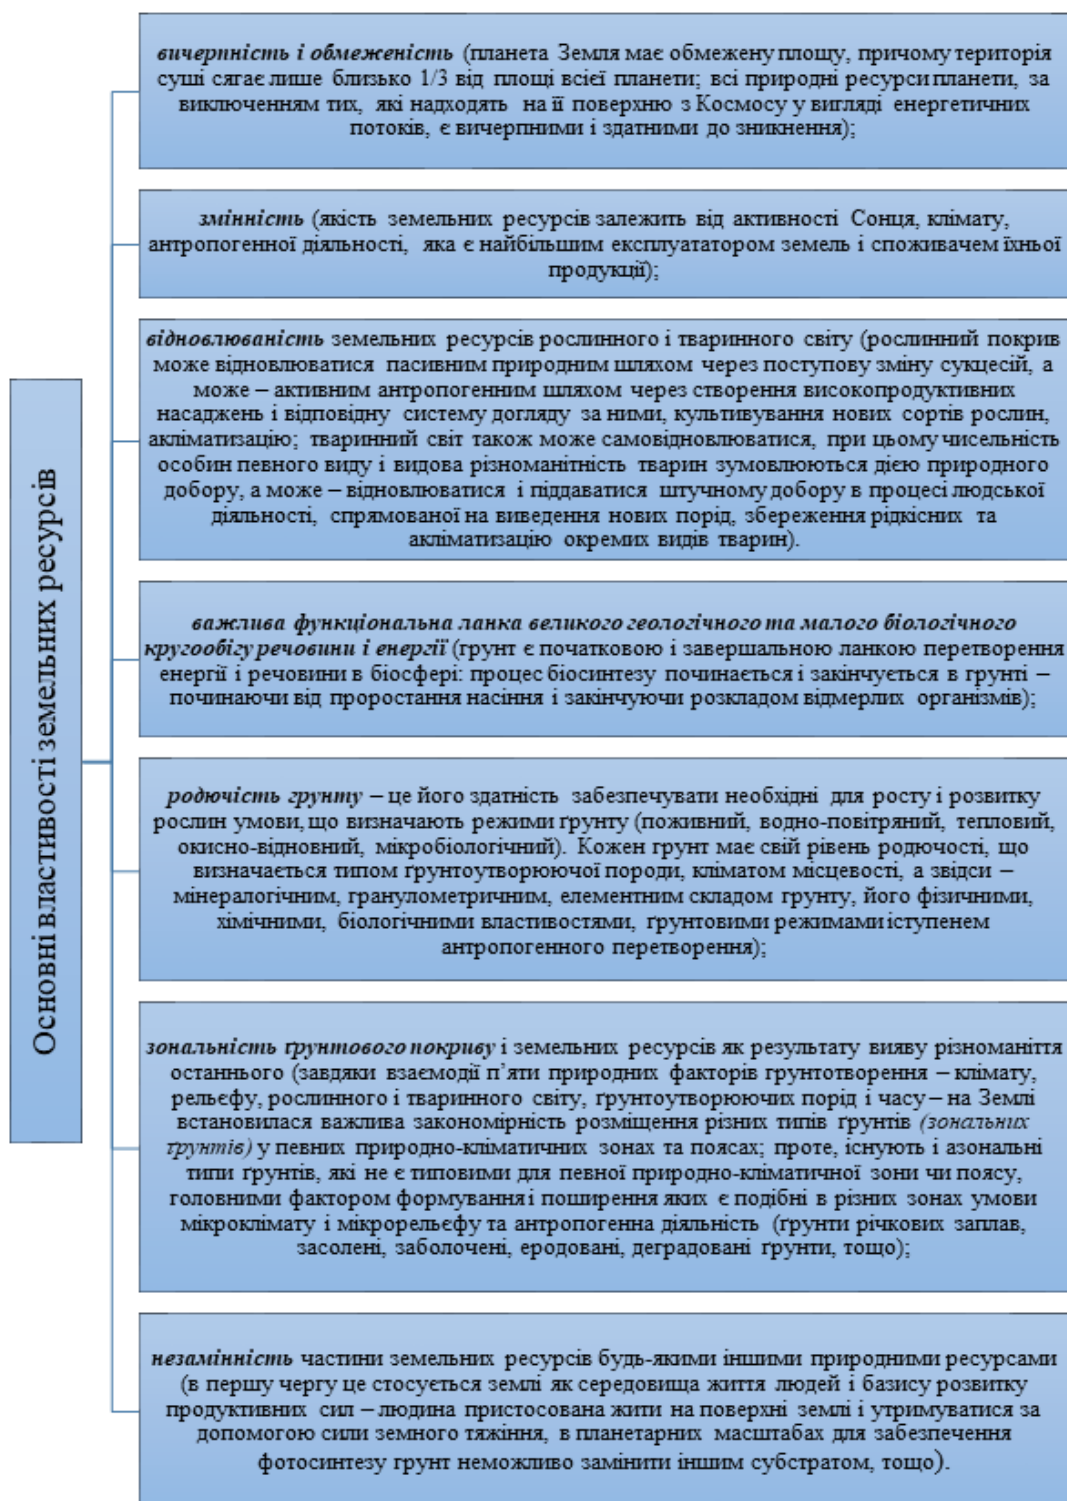 Основні властивості земельних ресурсів
вичерпність і обмеженість (планета Земля має обмежену площу, причому територія
суші сягає лише близько 1/3 від площі всієї планети; всі природні ресурси планети, за
виключенням тих, які надходять на її поверхню з Космосу у вигляді енергетичних
потоків, є вичерпними і здатними до зникнення);
змінність (якість земельних ресурсів залежить від активності Сонця, клімату,
антропогенної діяльності, яка є найбільшим експлуататором земель і споживачем їхньої
продукції);
відновлюваність земельних ресурсів рослинного і тваринного світу (рослинний покрив
може відновлюватися пасивним природним шляхом через поступову зміну сукцесій, а
може – активним антропогенним шляхом через створення високопродуктивних
насаджень і відповідну систему догляду за ними, культивування нових сортів рослин,
акліматизацію; тваринний світ також може самовідновлюватися, при цьому чисельність
особин певного виду і видова різноманітність тварин зумовлюються дією природного
добору, а може – відновлюватися і піддаватися штучному добору в процесі людської
діяльності, спрямованої на виведення нових порід, збереження рідкісних та
акліматизацію окремих видів тварин).
важлива функціональна ланка великого геологічного та малого біологічного
кругообігу речовини і енергії (ґрунт є початковою і завершальною ланкою перетворення
енергії і речовини в біосфері: процес біосинтезу починається і закінчується в грунті –
починаючи від проростання насіння і закінчуючи розкладом відмерлих організмів);
родючість грунту – це його здатність забезпечувати необхідні для росту і розвитку
рослин умови, що визначають режими ґрунту (поживний, водно-повітряний, тепловий,
окисно-відновний, мікробіологічний). Кожен грунт має свій рівень родючості, що
визначається типом ґрунтоутворюючої породи, кліматом місцевості, а звідси –
мінералогічним, гранулометричним, елементним складом грунту, його фізичними,
хімічними, біологічними властивостями, ґрунтовими режимами іступенем
антропогенного перетворення);
зональність ґрунтового покриву і земельних ресурсів як результату вияву різноманіття
останнього (завдяки взаємодії п’яти природних факторів грунтотворення – клімату,
рельєфу, рослинного і тваринного світу, ґрунтоутворюючих порід і часу – на Землі
встановилася важлива закономірність розміщення різних типів ґрунтів (зональних
ґрунтів) у певних природно-кліматичних зонах та поясах; проте, існують і азональні
типи ґрунтів, які не є типовими для певної природно-кліматичної зони чи поясу,
головними фактором формування і поширення яких є подібні в різних зонах умови
мікроклімату і мікрорельєфу та антропогенна діяльність (ґрунти річкових заплав,
засолені, заболочені, еродовані, деградовані ґрунти, тощо);
незамінність частини земельних ресурсів будь-якими іншими природними ресурсами
(в першу чергу це стосується землі як середовища життя людей і базису розвитку
продуктивних сил – людина пристосована жити на поверхні землі і утримуватися за
допомогою сили земного тяжіння, в планетарних масштабах для забезпечення
фотосинтезу грунт неможливо замінити іншим субстратом, тощо).